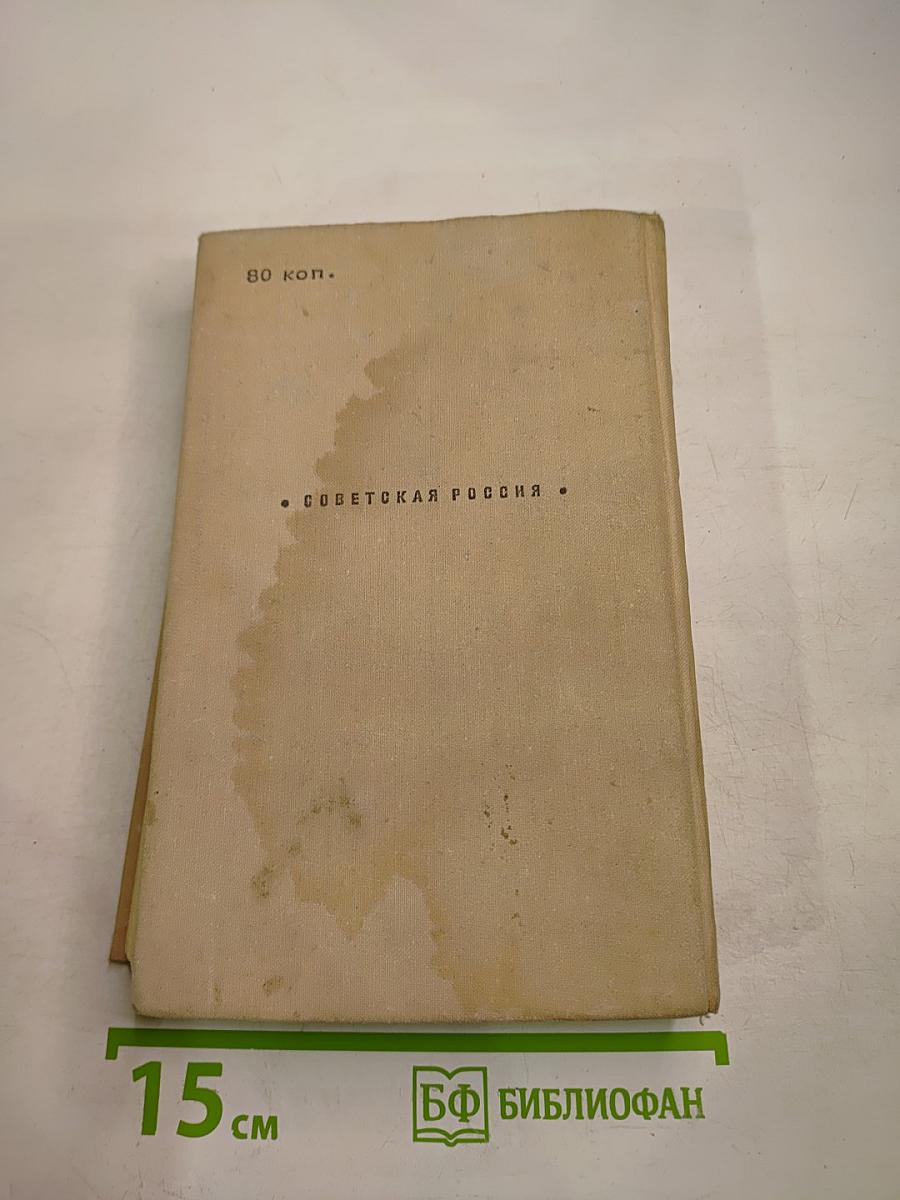 80 коп.
• СОВЕТСКАЯ РОССИЯ •
15 см
БФ БИБЛИОФАН